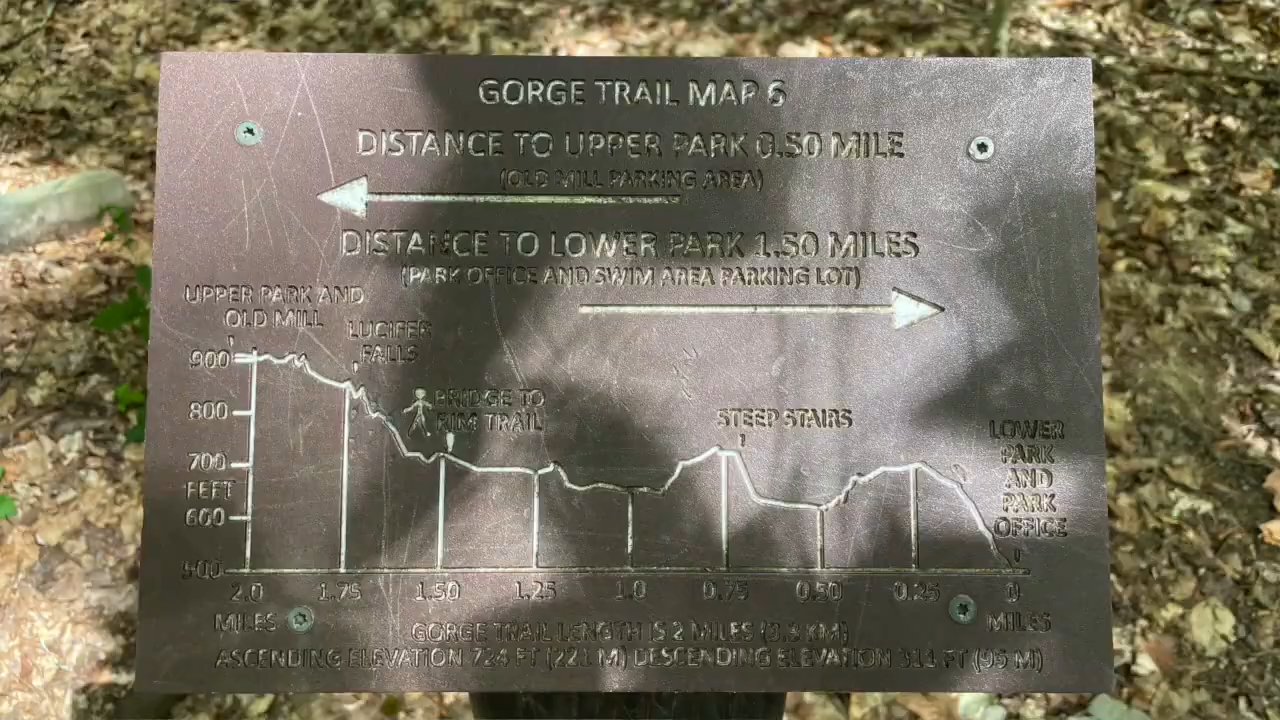 GORGE TRAIL MAP 6
DISTANCE TO UPPER PARK 0.50 MILE
(OLD MILL PARKING AREA)
DISTANCE TO LOWER PARK 1.50 MILES
(PARK OFFICE AND SWIM AREA PARKING LOT)
UPPER PARK AND
OLD MILL
LUCIFER
FALLS
BRIDGE TO
RIM TRAIL
STEEP STAIRS
LOWER
PARK
AND
PARK
OFFICE
900
800
700
FEET
600
500
2.0 1.75 1.50 1.25 1.0 0.75 0.50 0.25 0
MILES MILES
GORGE TRAIL LENGTH IS 2 MILES (3.3 KM)
ASCENDING ELEVATION 724 FT (221 M) DESCENDING ELEVATION 311 FT (95 M)